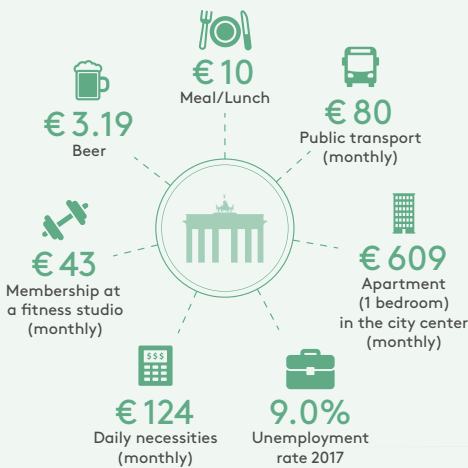 € 10
Meal/Lunch
€ 3.19
Beer
€ 80
Public transport
(monthly)
€ 43
Membership at
a fitness studio
(monthly)
€ 609
Apartment
(1 bedroom)
in the city center
(monthly)
$$$
€ 124
Daily necessities
(monthly)
9.0%
Unemployment
rate 2017